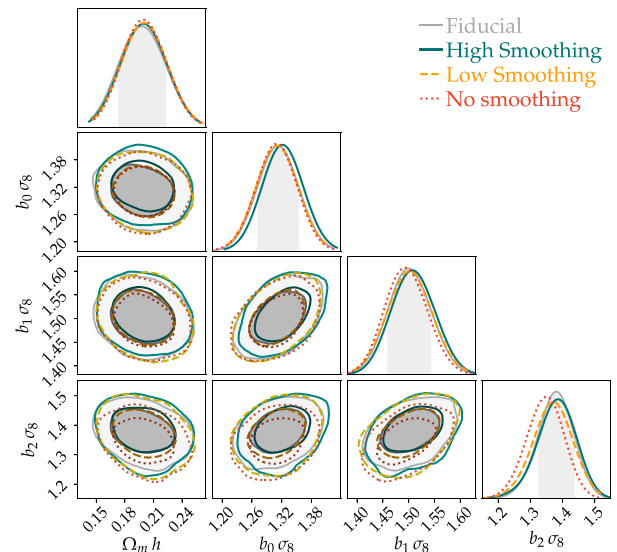 Fiducial
High Smoothing
Low Smoothing
No smoothing
b₀ σ₈
1.38
1.32
1.26
1.20
b₁ σ₈
1.60
1.55
1.50
1.45
1.40
b₂ σ₈
1.5
1.4
1.3
1.2
0.15 0.18 0.21 0.24
1.20 1.26 1.32 1.38
1.40 1.45 1.50 1.55 1.60
1.2 1.3 1.4 1.5
Ωₘ h b₀ σ₈ b₁ σ₈ b₂ σ₈